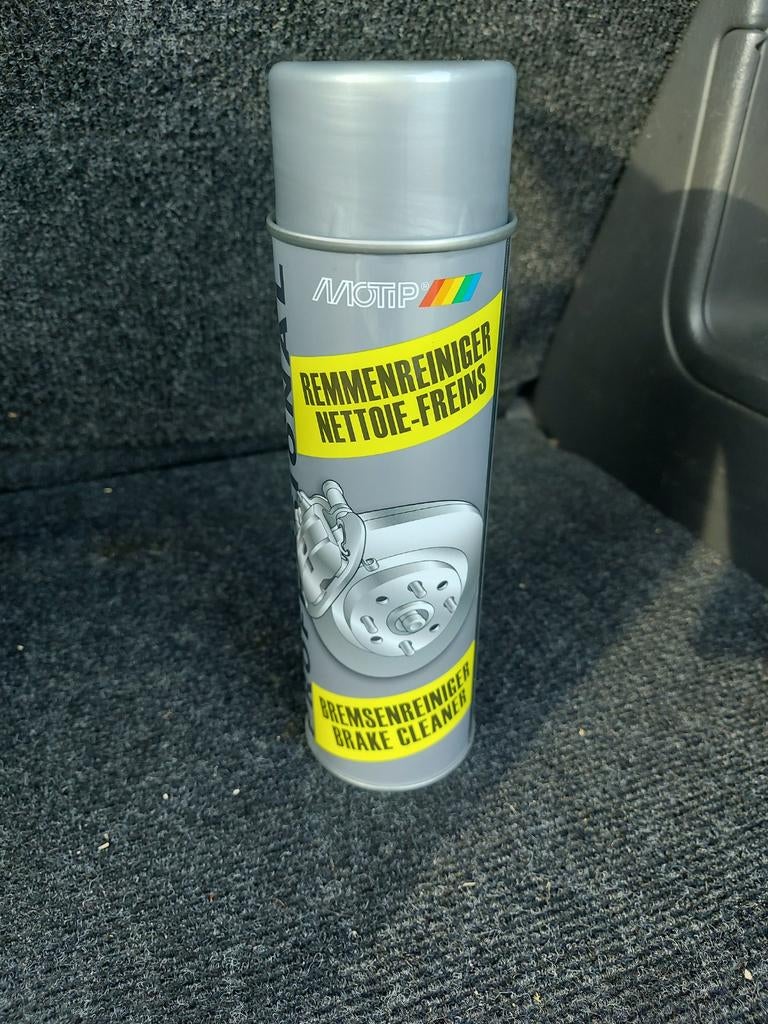 MOTIP®
REMMENREINIGER
NETTOIE-FREINS
BREMSENREINIGER
BRAKE CLEANER